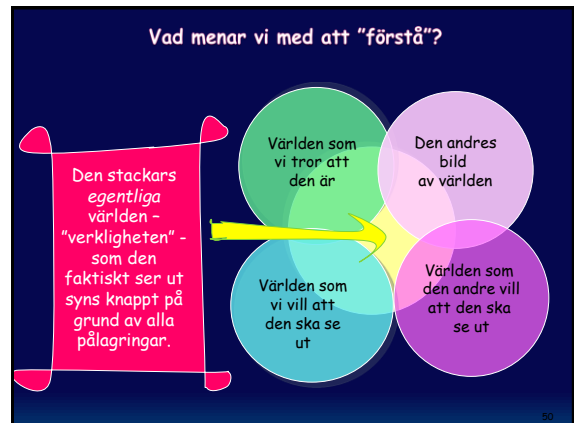 Vad menar vi med att ”förstå”?
Den stackars
egentliga
världen –
”verkligheten” -
som den
faktiskt ser ut
syns knappt på
grund av alla
pålagringar.
Världen som
vi tror att
den är
Den andres
bild
av världen
Världen som
vi vill att
den ska se
ut
Världen som
den andre vill
att den ska
se ut
50